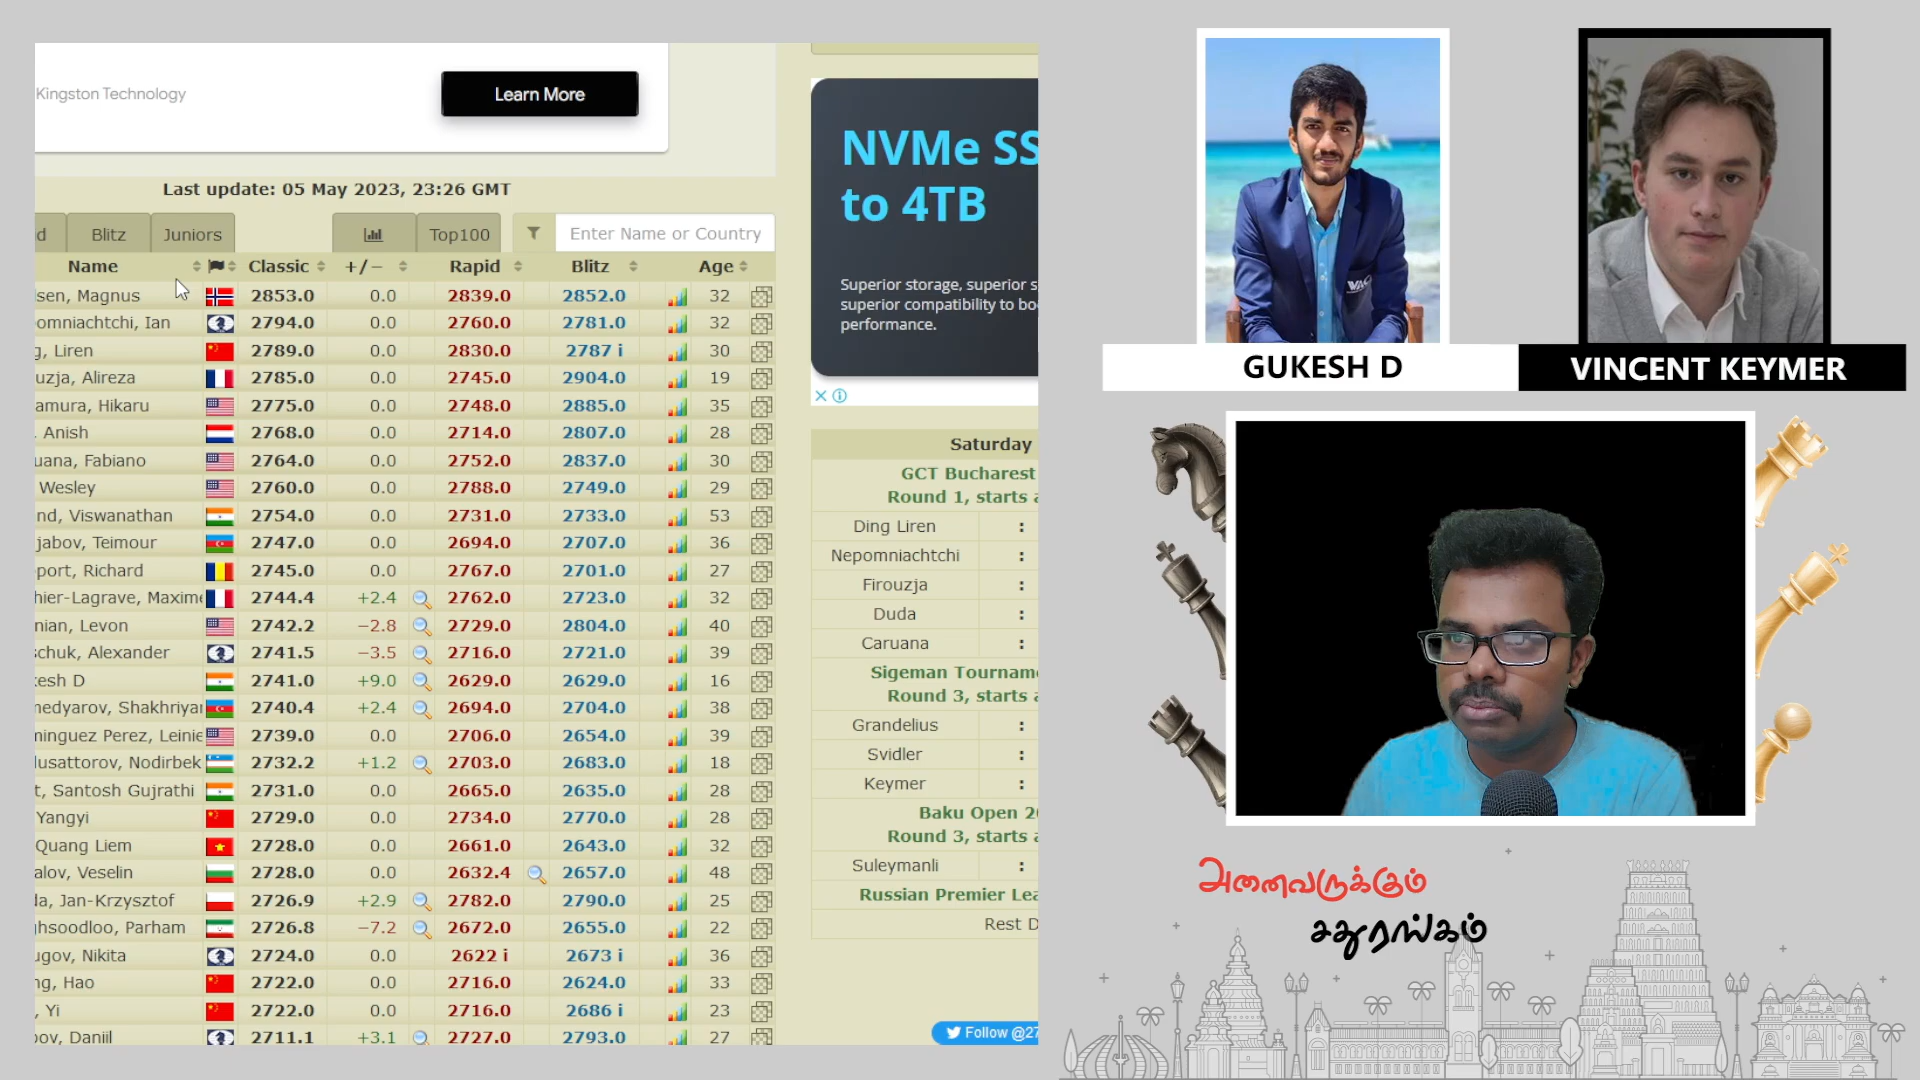 Kingston Technology
Learn More
Last update: 05 May 2023, 23:26 GMT
d Blitz Juniors Top100 Enter Name or Country
Name Classic +/− Rapid Blitz Age
lsen, Magnus 2853.0 0.0 2839.0 2852.0 32
omniachtchi, Ian 2794.0 0.0 2760.0 2781.0 32
g, Liren 2789.0 0.0 2830.0 2787 i 30
uzja, Alireza 2785.0 0.0 2745.0 2904.0 19
amura, Hikaru 2775.0 0.0 2748.0 2885.0 35
, Anish 2768.0 0.0 2714.0 2807.0 28
uana, Fabiano 2764.0 0.0 2752.0 2837.0 30
Wesley 2760.0 0.0 2788.0 2749.0 29
nd, Viswanathan 2754.0 0.0 2731.0 2733.0 53
jabov, Teimour 2747.0 0.0 2694.0 2707.0 36
port, Richard 2745.0 0.0 2767.0 2701.0 27
hier-Lagrave, Maxime 2744.4 +2.4 2762.0 2723.0 32
nian, Levon 2742.2 −2.8 2729.0 2804.0 40
schuk, Alexander 2741.5 −3.5 2716.0 2721.0 39
kesh D 2741.0 +9.0 2629.0 2629.0 16
medyarov, Shakhriyar 2740.4 +2.4 2694.0 2704.0 38
minguez Perez, Leinie 2739.0 0.0 2706.0 2654.0 39
lusattorov, Nodirbek 2732.2 +1.2 2703.0 2683.0 18
t, Santosh Gujrathi 2731.0 0.0 2665.0 2635.0 28
Yangyi 2729.0 0.0 2734.0 2770.0 28
Quang Liem 2728.0 0.0 2661.0 2643.0 32
alov, Veselin 2728.0 0.0 2632.4 2657.0 48
da, Jan-Krzysztof 2726.9 +2.9 2782.0 2790.0 25
ghsoodloo, Parham 2726.8 −7.2 2672.0 2655.0 22
ugov, Nikita 2724.0 0.0 2622 i 2673 i 36
ng, Hao 2722.0 0.0 2716.0 2624.0 33
, Yi 2722.0 0.0 2716.0 2686 i 23
bov, Daniil 2711.1 +3.1 2727.0 2793.0 27
NVMe SS
to 4TB
Superior storage, superior s
superior compatibility to bo
performance.
Saturday
GCT Bucharest
Round 1, starts a
Ding Liren :
Nepomniachtchi :
Firouzja :
Duda :
Caruana :
Sigeman Tourname
Round 3, starts a
Grandelius :
Svidler :
Keymer :
Baku Open 20
Round 3, starts a
Suleymanli :
Russian Premier Lea
Rest D
Follow @27
GUKESH D
VINCENT KEYMER
அனைவருக்கும்
சதுரங்கம்